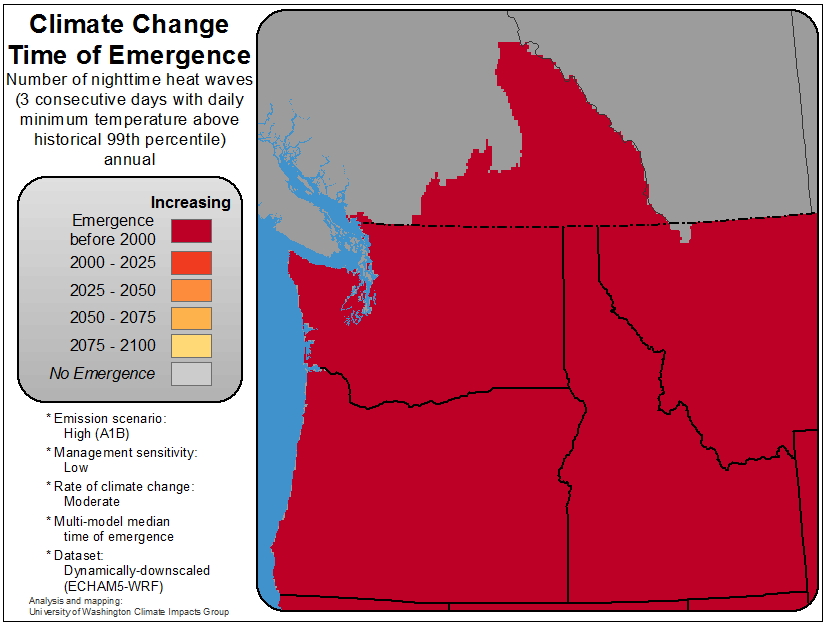 Climate Change
Time of Emergence
Number of nighttime heat waves
(3 consecutive days with daily
minimum temperature above
historical 99th percentile)
annual
Increasing
Emergence
before 2000
2000 - 2025
2025 - 2050
2050 - 2075
2075 - 2100
No Emergence
* Emission scenario:
High (A1B)
* Management sensitivity:
Low
* Rate of climate change:
Moderate
* Multi-model median
time of emergence
* Dataset:
Dynamically-downscaled
(ECHAM5-WRF)
Analysis and mapping:
University of Washington Climate Impacts Group